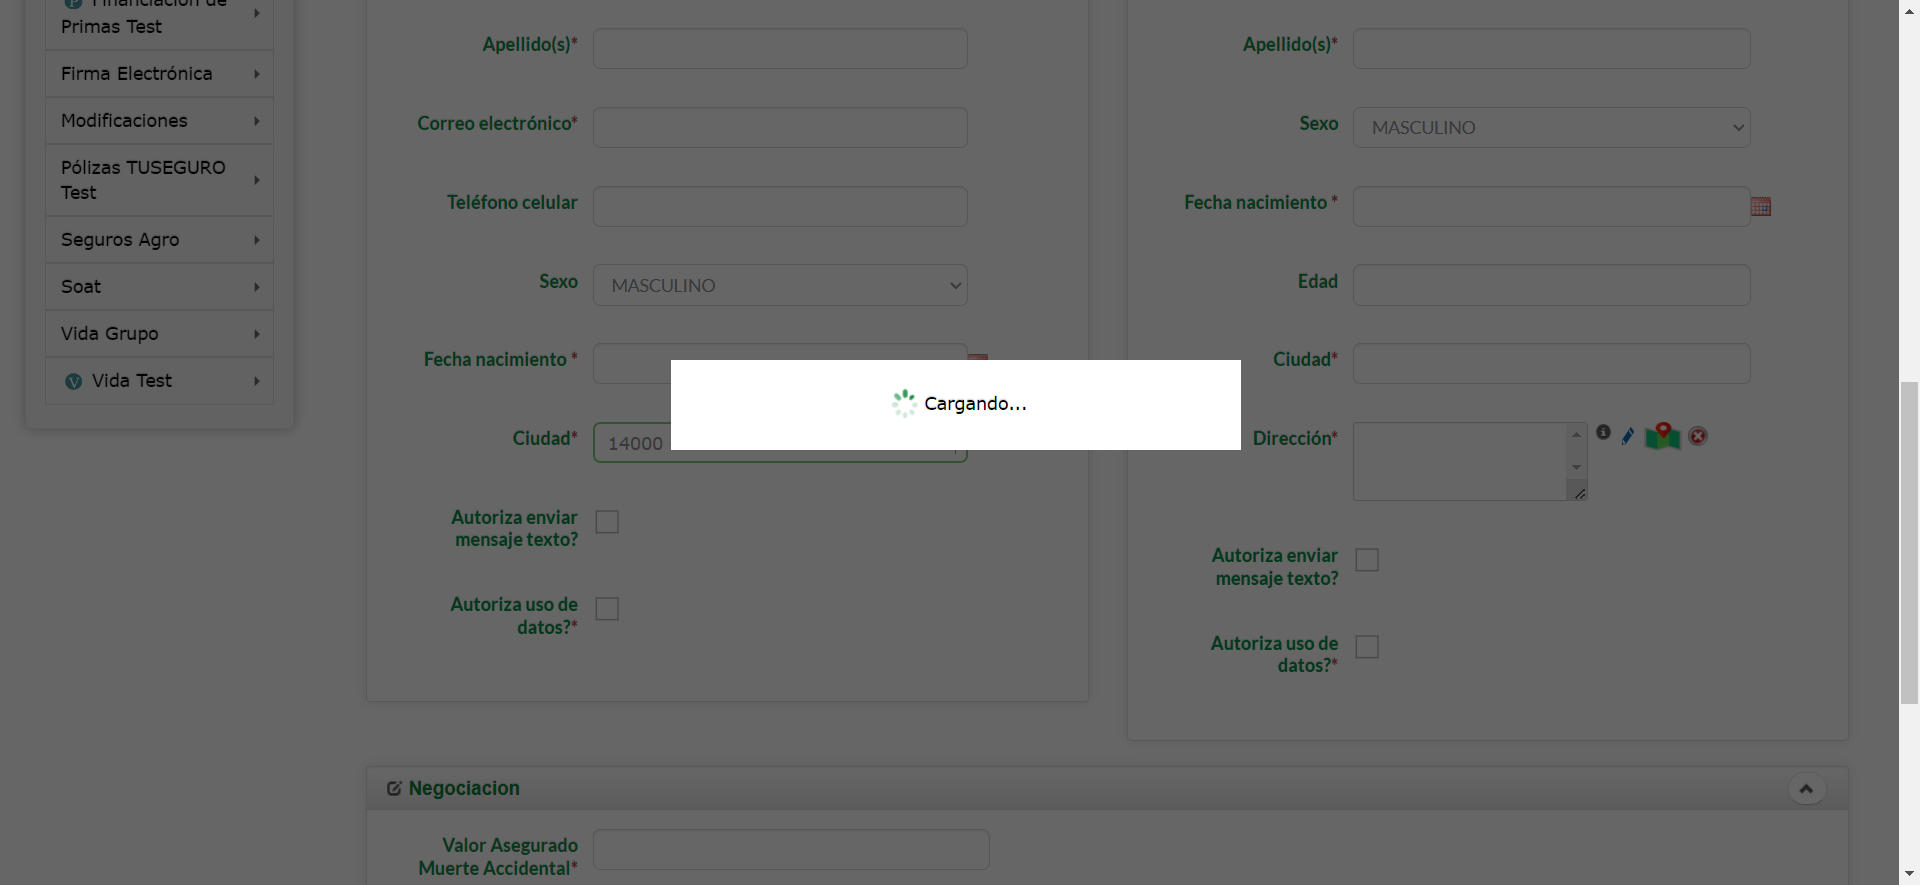 Financiación de
Primas Test
Firma Electrónica
Modificaciones
Pólizas TUSEGURO
Test
Seguros Agro
Soat
Vida Grupo
V Vida Test
Apellido(s)*
Correo electrónico*
Teléfono celular
Sexo
MASCULINO
Fecha nacimiento *
Ciudad*
14000
Autoriza enviar
mensaje texto?
Autoriza uso de
datos?*
Cargando...
Apellido(s)*
Sexo
MASCULINO
Fecha nacimiento *
Edad
Ciudad*
Dirección*
Autoriza enviar
mensaje texto?
Autoriza uso de
datos?*
Negociacion
Valor Asegurado
Muerte Accidental*